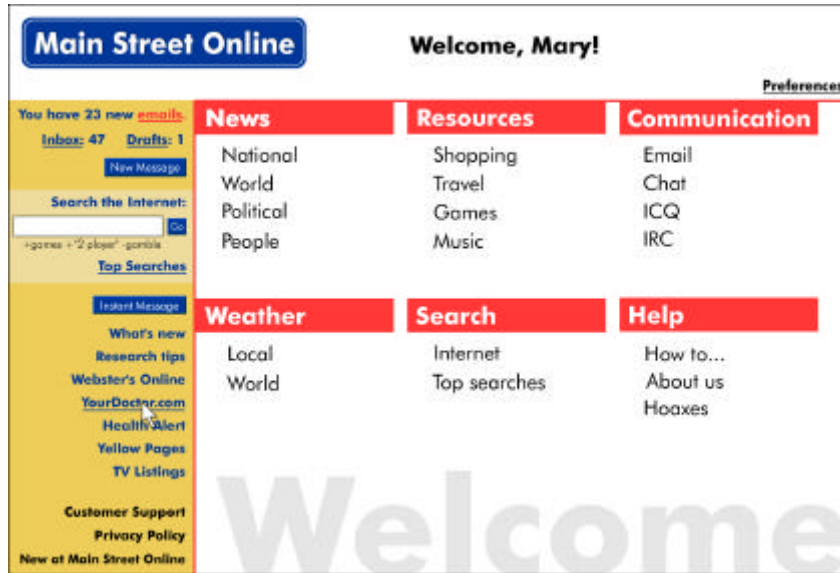 Main Street Online
Welcome, Mary!
Preferences
You have 23 new emails.
Inbox: 47 Drafts: 1
New Message
Search the Internet:
Go
+games +"2 player" -gamble
Top Searches
Instant Message
What's new
Research tips
Webster's Online
YourDoctor.com
Health Alert
Yellow Pages
TV Listings
Customer Support
Privacy Policy
New at Main Street Online
News
National
World
Political
People
Resources
Shopping
Travel
Games
Music
Communication
Email
Chat
ICQ
IRC
Weather
Local
World
Search
Internet
Top searches
Help
How to...
About us
Hoaxes
Welcome